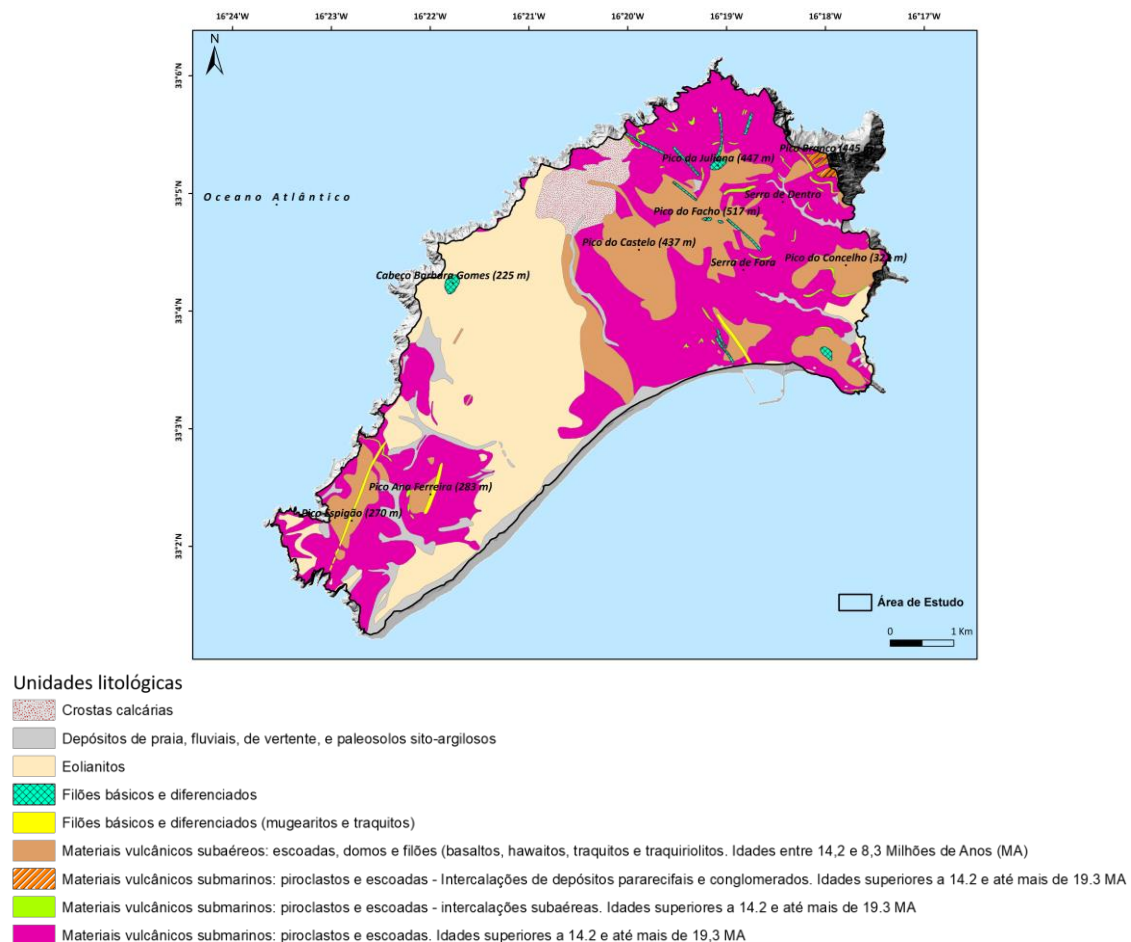 16°24'W 16°23'W 16°22'W 16°21'W 16°20'W 16°19'W 16°18'W 16°17'W
N
33°6'N
33°5'N
33°4'N
33°3'N
33°2'N
Pico Branco (445
Pico da Juliana (447 m)
Oceano Atlântico
Serra de Dentro
Pico do Facho (517 m)
Pico do Castelo (437 m)
Serra de Fora
Pico do Concelho (324 m)
Cabeço Barbara Gomes (225 m)
Pico Ana Ferreira (283 m)
Pico Espigão (270 m)
Área de Estudo
0 1 Km
Unidades litológicas
Crostas calcárias
Depósitos de praia, fluviais, de vertente, e paleosolos sito-argilosos
Eolianitos
Filões básicos e diferenciados
Filões básicos e diferenciados (mugearitos e traquitos)
Materiais vulcânicos subaéreos: escoadas, domos e filões (basaltos, hawaitos, traquitos e traquiriolitos. Idades entre 14,2 e 8,3 Milhões de Anos (MA)
Materiais vulcânicos submarinos: piroclastos e escoadas - Intercalações de depósitos pararecifais e conglomerados. Idades superiores a 14.2 e até mais de 19.3 MA
Materiais vulcânicos submarinos: piroclastos e escoadas - intercalações subaéreas. Idades superiores a 14.2 e até mais de 19.3 MA
Materiais vulcânicos submarinos: piroclastos e escoadas. Idades superiores a 14.2 e até mais de 19,3 MA